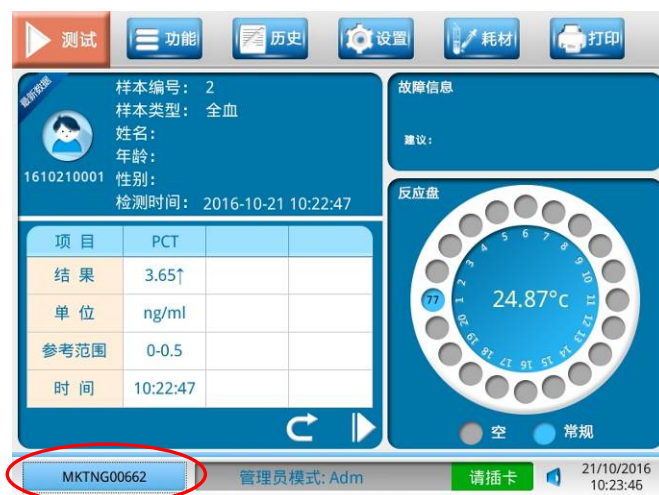 测试 功能 历史 设置 耗材 打印
最新数据
1610210001
样本编号: 2
样本类型: 全血
姓名:
年龄:
性别:
检测时间: 2016-10-21 10:22:47
项 目 PCT
结 果 3.65↑
单 位 ng/ml
参考范围 0-0.5
时 间 10:22:47
故障信息
建议:
反应盘
77
1 2 3 4 5 6 7 8 9 10 11 12 13 14 15 16 17 18 19 20
24.87°c
空 常规
MKTNG00662 管理员模式: Adm 请插卡 21/10/2016
10:23:46